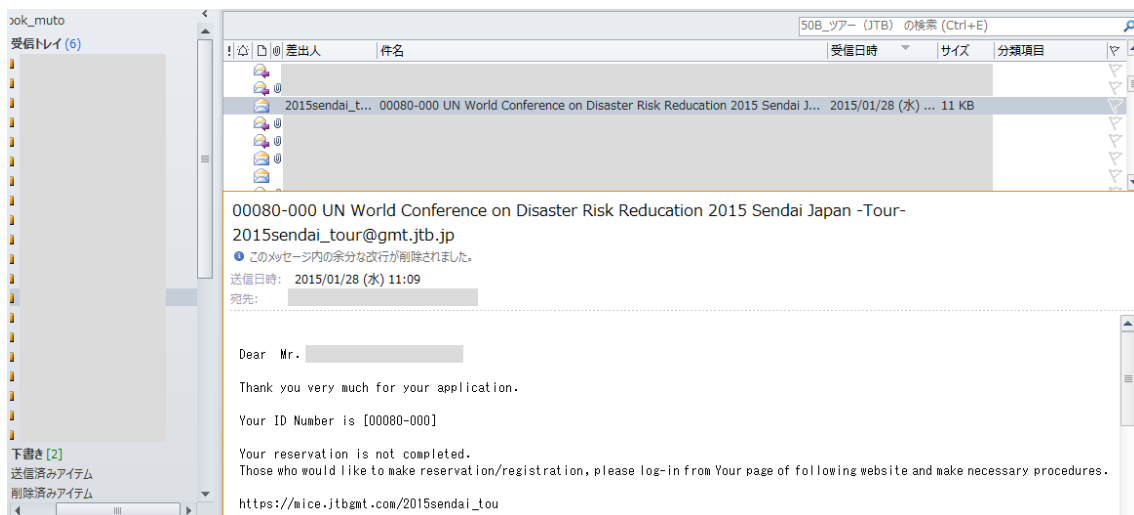 ook_muto
受信トレイ (6)
50B_ツアー（JTB） の検索 (Ctrl+E)
! 差出人 件名 受信日時 サイズ 分類項目
2015sendai_t... 00080-000 UN World Conference on Disaster Risk Reducation 2015 Sendai J... 2015/01/28 (水) ... 11 KB
00080-000 UN World Conference on Disaster Risk Reducation 2015 Sendai Japan -Tour-
2015sendai_tour@gmt.jtb.jp
このメッセージ内の余分な改行が削除されました。
送信日時: 2015/01/28 (水) 11:09
宛先:
Dear Mr.
Thank you very much for your application.
Your ID Number is [00080-000]
Your reservation is not completed.
Those who would like to make reservation/registration, please log-in from Your page of following website and make necessary procedures.
https://mice.jtbgmt.com/2015sendai_tou
下書き [2]
送信済みアイテム
削除済みアイテム